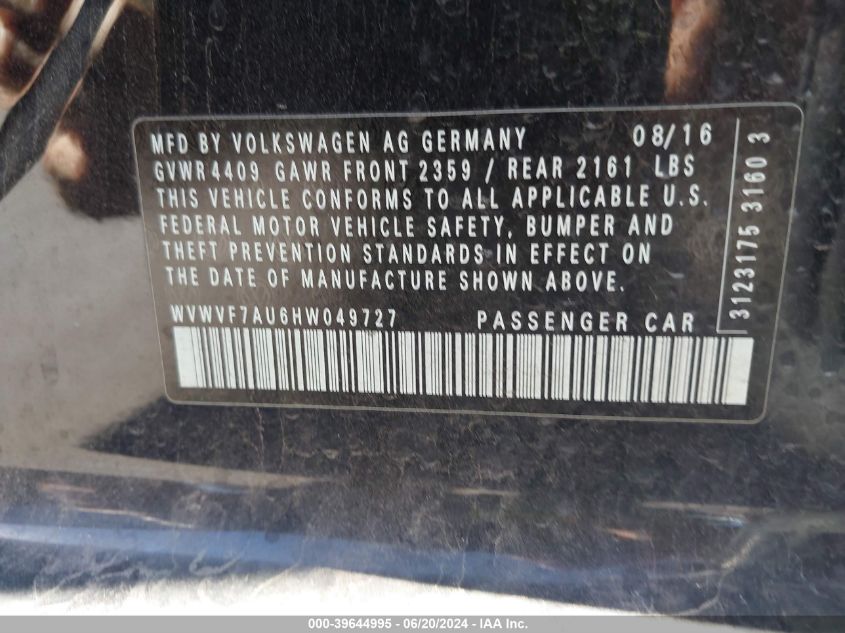 MFD BY VOLKSWAGEN AG GERMANY 08/16
GVWR 4409 GAWR FRONT 2359 / REAR 2161 LBS
THIS VEHICLE CONFORMS TO ALL APPLICABLE U.S.
FEDERAL MOTOR VEHICLE SAFETY, BUMPER AND
THEFT PREVENTION STANDARDS IN EFFECT ON
THE DATE OF MANUFACTURE SHOWN ABOVE.
WVWVF7AU6HW049727 PASSENGER CAR
3123175 3160 3
000-39644995 - 06/20/2024 - IAA Inc.